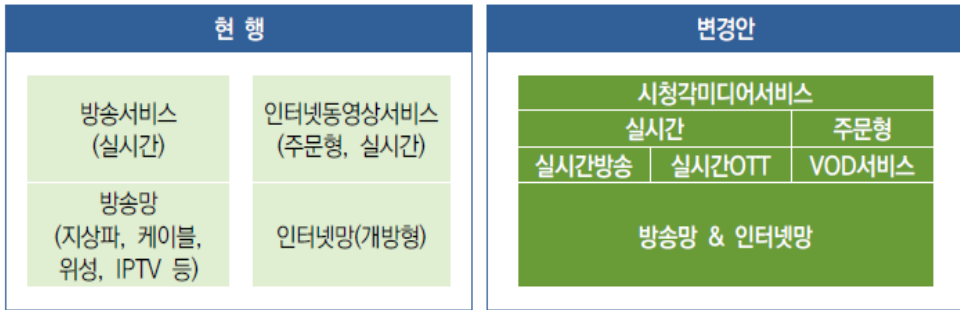 현 행
방송서비스
(실시간)
인터넷동영상서비스
(주문형, 실시간)
방송망
(지상파, 케이블,
위성, IPTV 등)
인터넷망(개방형)
변경안
시청각미디어서비스
실시간
주문형
실시간방송
실시간OTT
VOD서비스
방송망 & 인터넷망